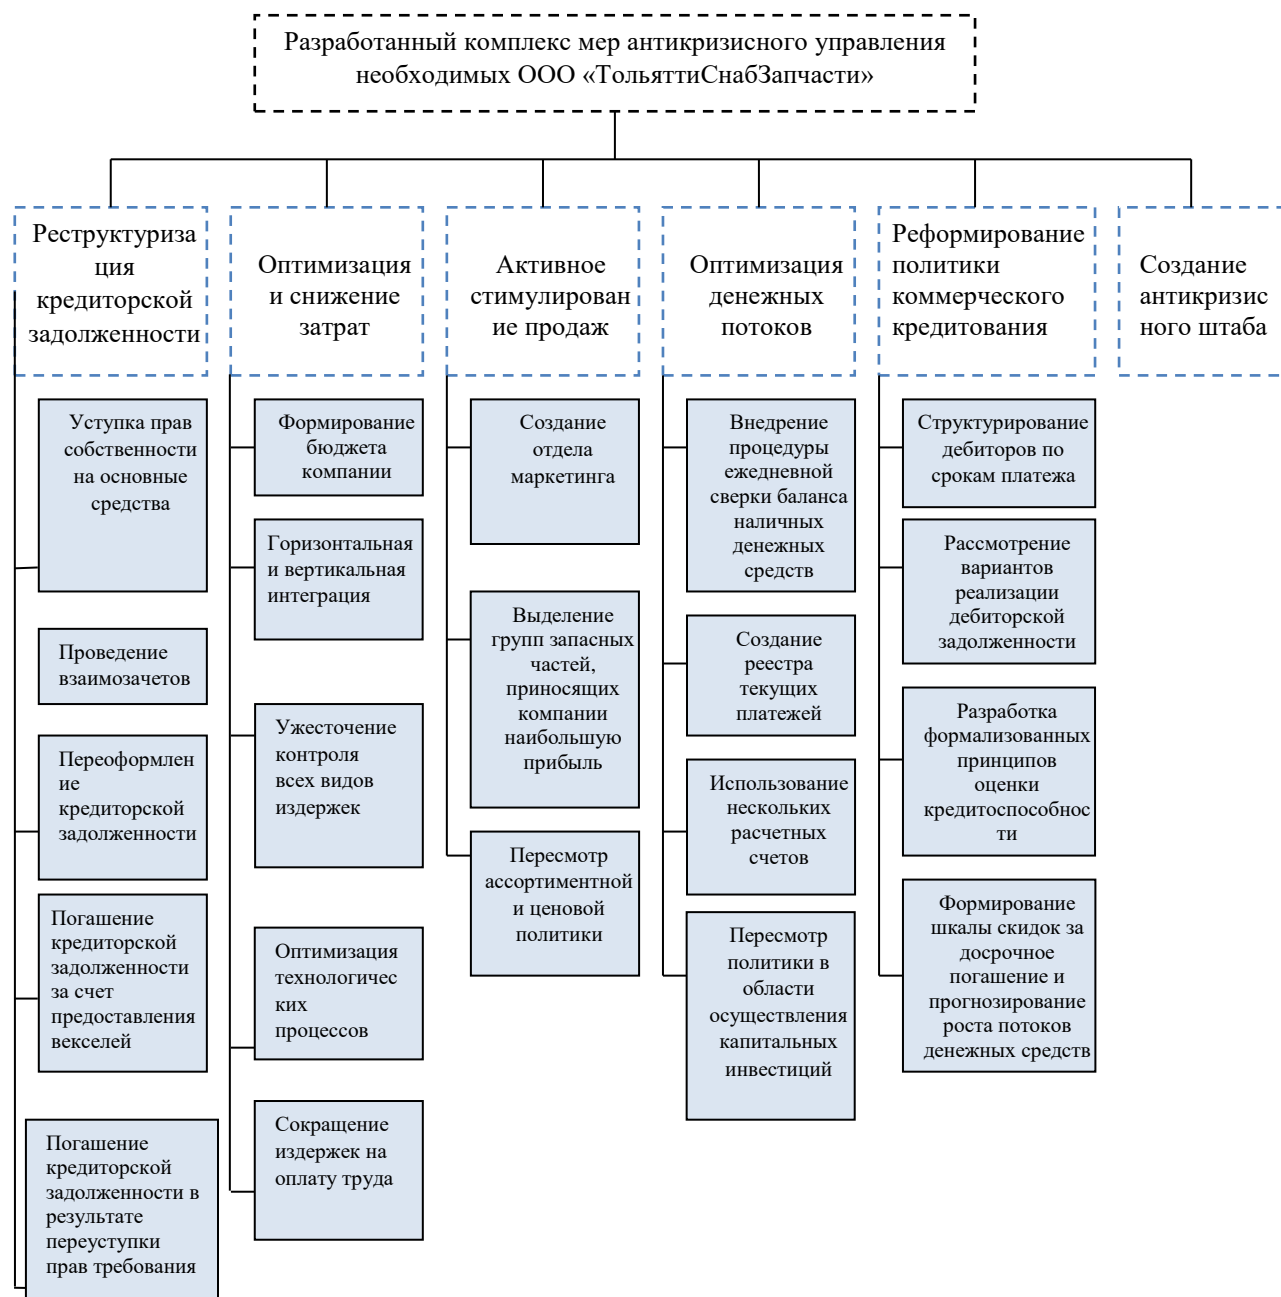 Разработанный комплекс мер антикризисного управления
необходимых ООО «ТольяттиСнабЗапчасти»
Реструктуриза
ция
кредиторской
задолженности
Оптимизация
и снижение
затрат
Активное
стимулирован
ие продаж
Оптимизация
денежных
потоков
Реформирование
политики
коммерческого
кредитования
Создание
антикризис
ного штаба
Уступка прав
собственности
на основные
средства
Проведение
взаимозачетов
Переоформлен
ие
кредиторской
задолженности
Погашение
кредиторской
задолженности
за счет
предоставления
векселей
Погашение
кредиторской
задолженности в
результате
переуступки
прав требования
Формирование
бюджета
компании
Горизонтальная
и вертикальная
интеграция
Ужесточение
контроля
всех видов
издержек
Оптимизация
технологичес
ких
процессов
Сокращение
издержек на
оплату труда
Создание
отдела
маркетинга
Выделение
групп запасных
частей,
приносящих
компании
наибольшую
прибыль
Пересмотр
ассортиментной
и ценовой
политики
Внедрение
процедуры
ежедневной
сверки баланса
наличных
денежных
средств
Создание
реестра
текущих
платежей
Использование
нескольких
расчетных
счетов
Пересмотр
политики в
области
осуществления
капитальных
инвестиций
Структурирование
дебиторов по
срокам платежа
Рассмотрение
вариантов
реализации
дебиторской
задолженности
Разработка
формализованных
принципов
оценки
кредитоспособнос
ти
Формирование
шкалы скидок за
досрочное
погашение и
прогнозирование
роста потоков
денежных средств